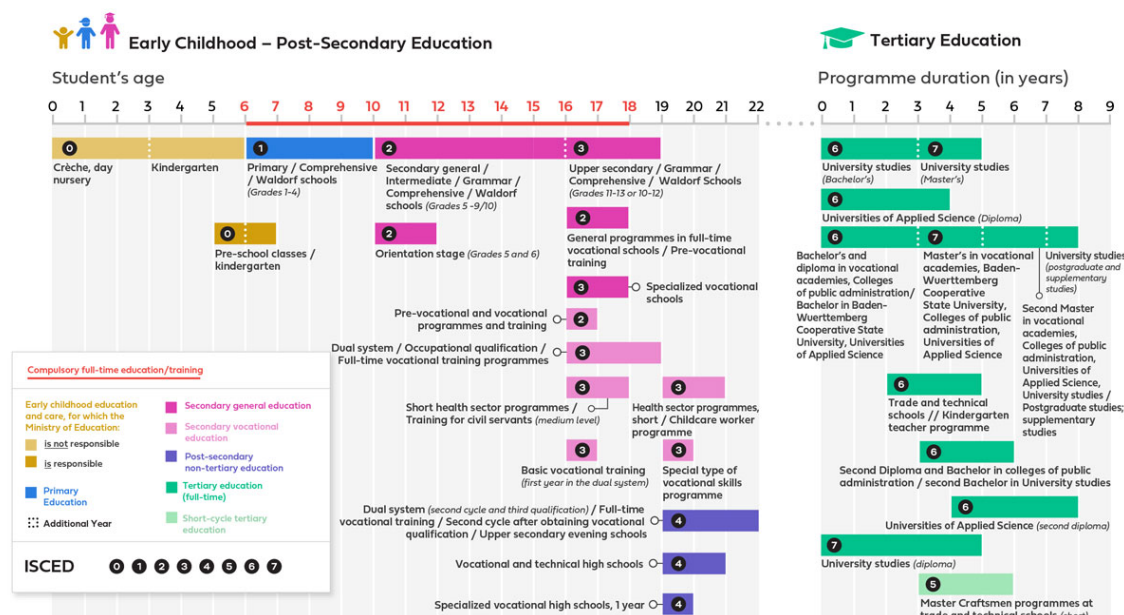 Early Childhood – Post-Secondary Education
Tertiary Education
Student's age
Programme duration (in years)
0 1 2 3 4 5 6 7 8 9 10 11 12 13 14 15 16 17 18 19 20 21 22
0 1 2 3 4 5 6 7 8 9
0
Crèche, day
nursery
Kindergarten
1
Primary / Comprehensive
/ Waldorf schools
(Grades 1-4)
2
Secondary general /
Intermediate / Grammar /
Comprehensive / Waldorf
schools (Grades 5 -9/10)
3
Upper secondary / Grammar /
Comprehensive / Waldorf Schools
(Grades 11-13 or 10-12)
0
Pre-school classes /
kindergarten
2
Orientation stage (Grades 5 and 6)
2
General programmes in full-time
vocational schools / Pre-vocational
training
3
Specialized vocational
schools
Pre-vocational and vocational
programmes and training
2
Dual system / Occupational qualification /
Full-time vocational training programmes
3
3
Short health sector programmes /
Training for civil servants (medium level)
3
Health sector programmes,
short / Childcare worker
programme
3
Basic vocational training
(first year in the dual system)
3
Special type of
vocational skills
programme
Dual system (second cycle and third qualification) / Full-time
vocational training / Second cycle after obtaining vocational
qualification / Upper secondary evening schools
4
Vocational and technical high schools
4
Specialized vocational high schools, 1 year
4
6
University studies
(Bachelor's)
7
University studies
(Master's)
6
Universities of Applied Science (Diploma)
6
Bachelor's and
diploma in vocational
academies, Colleges
of public administration/
Bachelor in Baden-
Wuerttemberg
Cooperative State
University, Universities
of Applied Science
7
Master's in vocational
academies, Baden-
Wuerttemberg
Cooperative
State University,
Colleges of public
administration,
Universities of
Applied Science
University studies
(postgraduate and
supplementary
studies)
Second Master
in vocational
academies,
Colleges of public
administration,
Universities of
Applied Science,
University studies /
Postgraduate studies;
supplementary
studies
6
Trade and technical
schools // Kindergarten
teacher programme
6
Second Diploma and Bachelor in colleges of public
administration / second Bachelor in University studies
6
Universities of Applied Science (second diploma)
7
University studies (diploma)
5
Master Craftsmen programmes at
trade and technical schools (short)
Compulsory full-time education/training
Early childhood education
and care, for which the
Ministry of Education:
is not responsible
is responsible
Primary
Education
Additional Year
Secondary general education
Secondary vocational
education
Post-secondary
non-tertiary education
Tertiary education
(full-time)
Short-cycle tertiary
education
ISCED 0 1 2 3 4 5 6 7